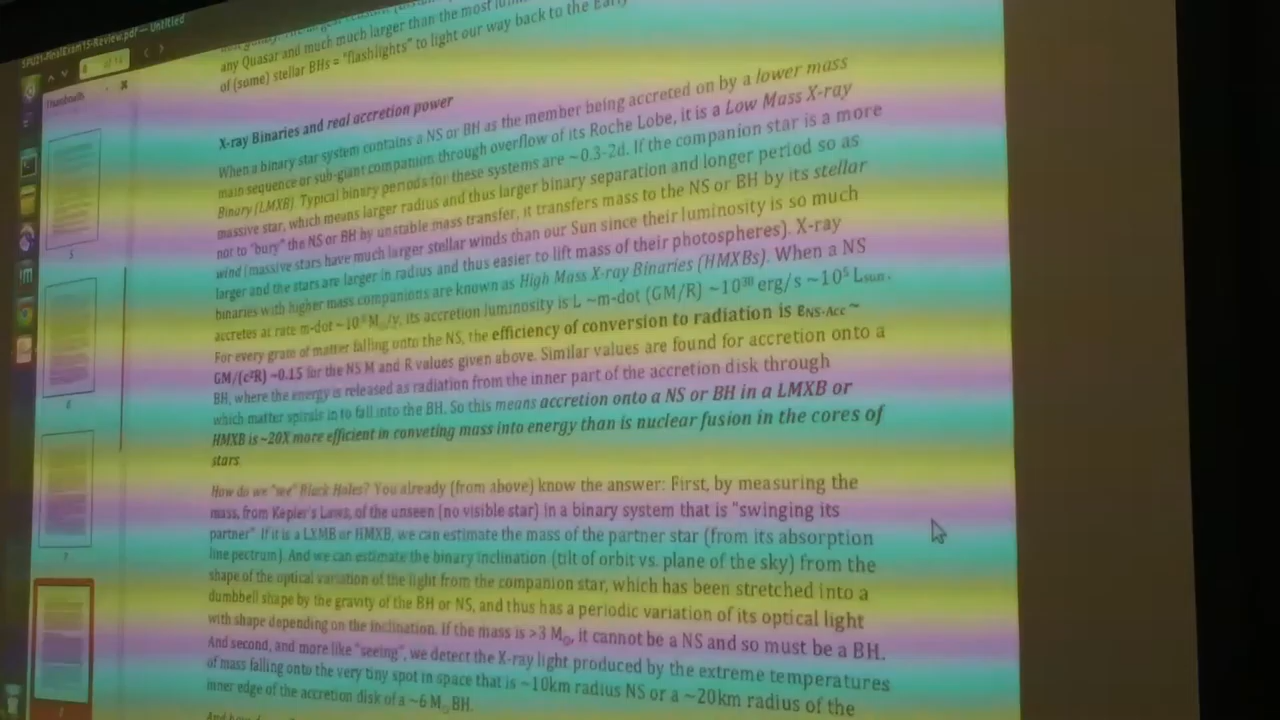 SPU21-FinalExam15-Review.pdf — Untitled
8 of 14
Thumbnails
5
6
7
any Quasar and much much larger than the most
of (some) stellar BHs = "flashlights" to light our way back to the Early
X-ray Binaries and real accretion power
When a binary star system contains a NS or BH as the member being accreted on by a lower mass
main sequence or sub-giant companion through overflow of its Roche Lobe, it is a Low Mass X-ray
Binary (LMXB). Typical binary periods for these systems are ~0.3-2d. If the companion star is a more
massive star, which means larger radius and thus larger binary separation and longer period so as
not to "bury" the NS or BH by unstable mass transfer, it transfers mass to the NS or BH by its stellar
wind (massive stars have much larger stellar winds than our Sun since their luminosity is so much
larger and the stars are larger in radius and thus easier to lift mass of their photospheres). X-ray
binaries with higher mass companions are known as High Mass X-ray Binaries (HMXBs). When a NS
accretes at rate m-dot ~10 M☉/y, its accretion luminosity is L ~m-dot (GM/R) ~10³⁸ erg/s ~10⁵ Lsun.
For every gram of matter falling onto the NS, the efficiency of conversion to radiation is εNS-Acc ~
GM/(c²R) ~0.15 for the NS M and R values given above. Similar values are found for accretion onto a
BH, where the energy is released as radiation from the inner part of the accretion disk through
which matter spirals in to fall into the BH. So this means accretion onto a NS or BH in a LMXB or
HMXB is ~20X more efficient in conveting mass into energy than is nuclear fusion in the cores of
stars
How do we "see" Black Holes? You already (from above) know the answer: First, by measuring the
mass, from Kepler's Laws, of the unseen (no visible star) in a binary system that is "swinging its
partner" If it is a LXMB or HMXB, we can estimate the mass of the partner star (from its absorption
line pectrum). And we can estimate the binary inclination (tilt of orbit vs. plane of the sky) from the
shape of the optical variation of the light from the companion star, which has been stretched into a
dumbbell shape by the gravity of the BH or NS, and thus has a periodic variation of its optical light
with shape depending on the inclination. If the mass is >3 M☉, it cannot be a NS and so must be a BH.
And second, and more like "seeing", we detect the X-ray light produced by the extreme temperatures
of mass falling onto the very tiny spot in space that is ~10km radius NS or a ~20km radius of the
inner edge of the accretion disk of a ~6 M☉ BH.